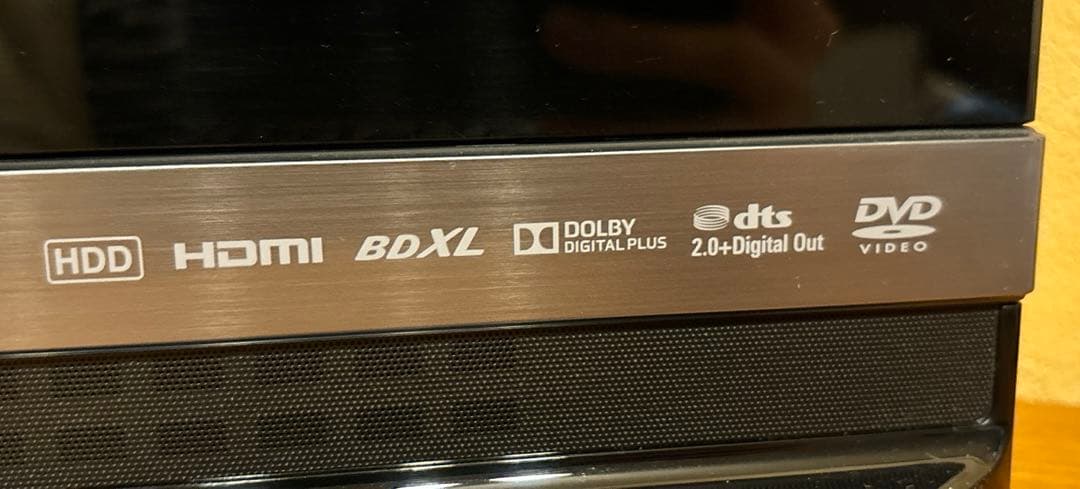 HDD
HDMI
BDXL
DOLBY
DIGITAL PLUS
dts
2.0+Digital Out
DVD
VIDEO